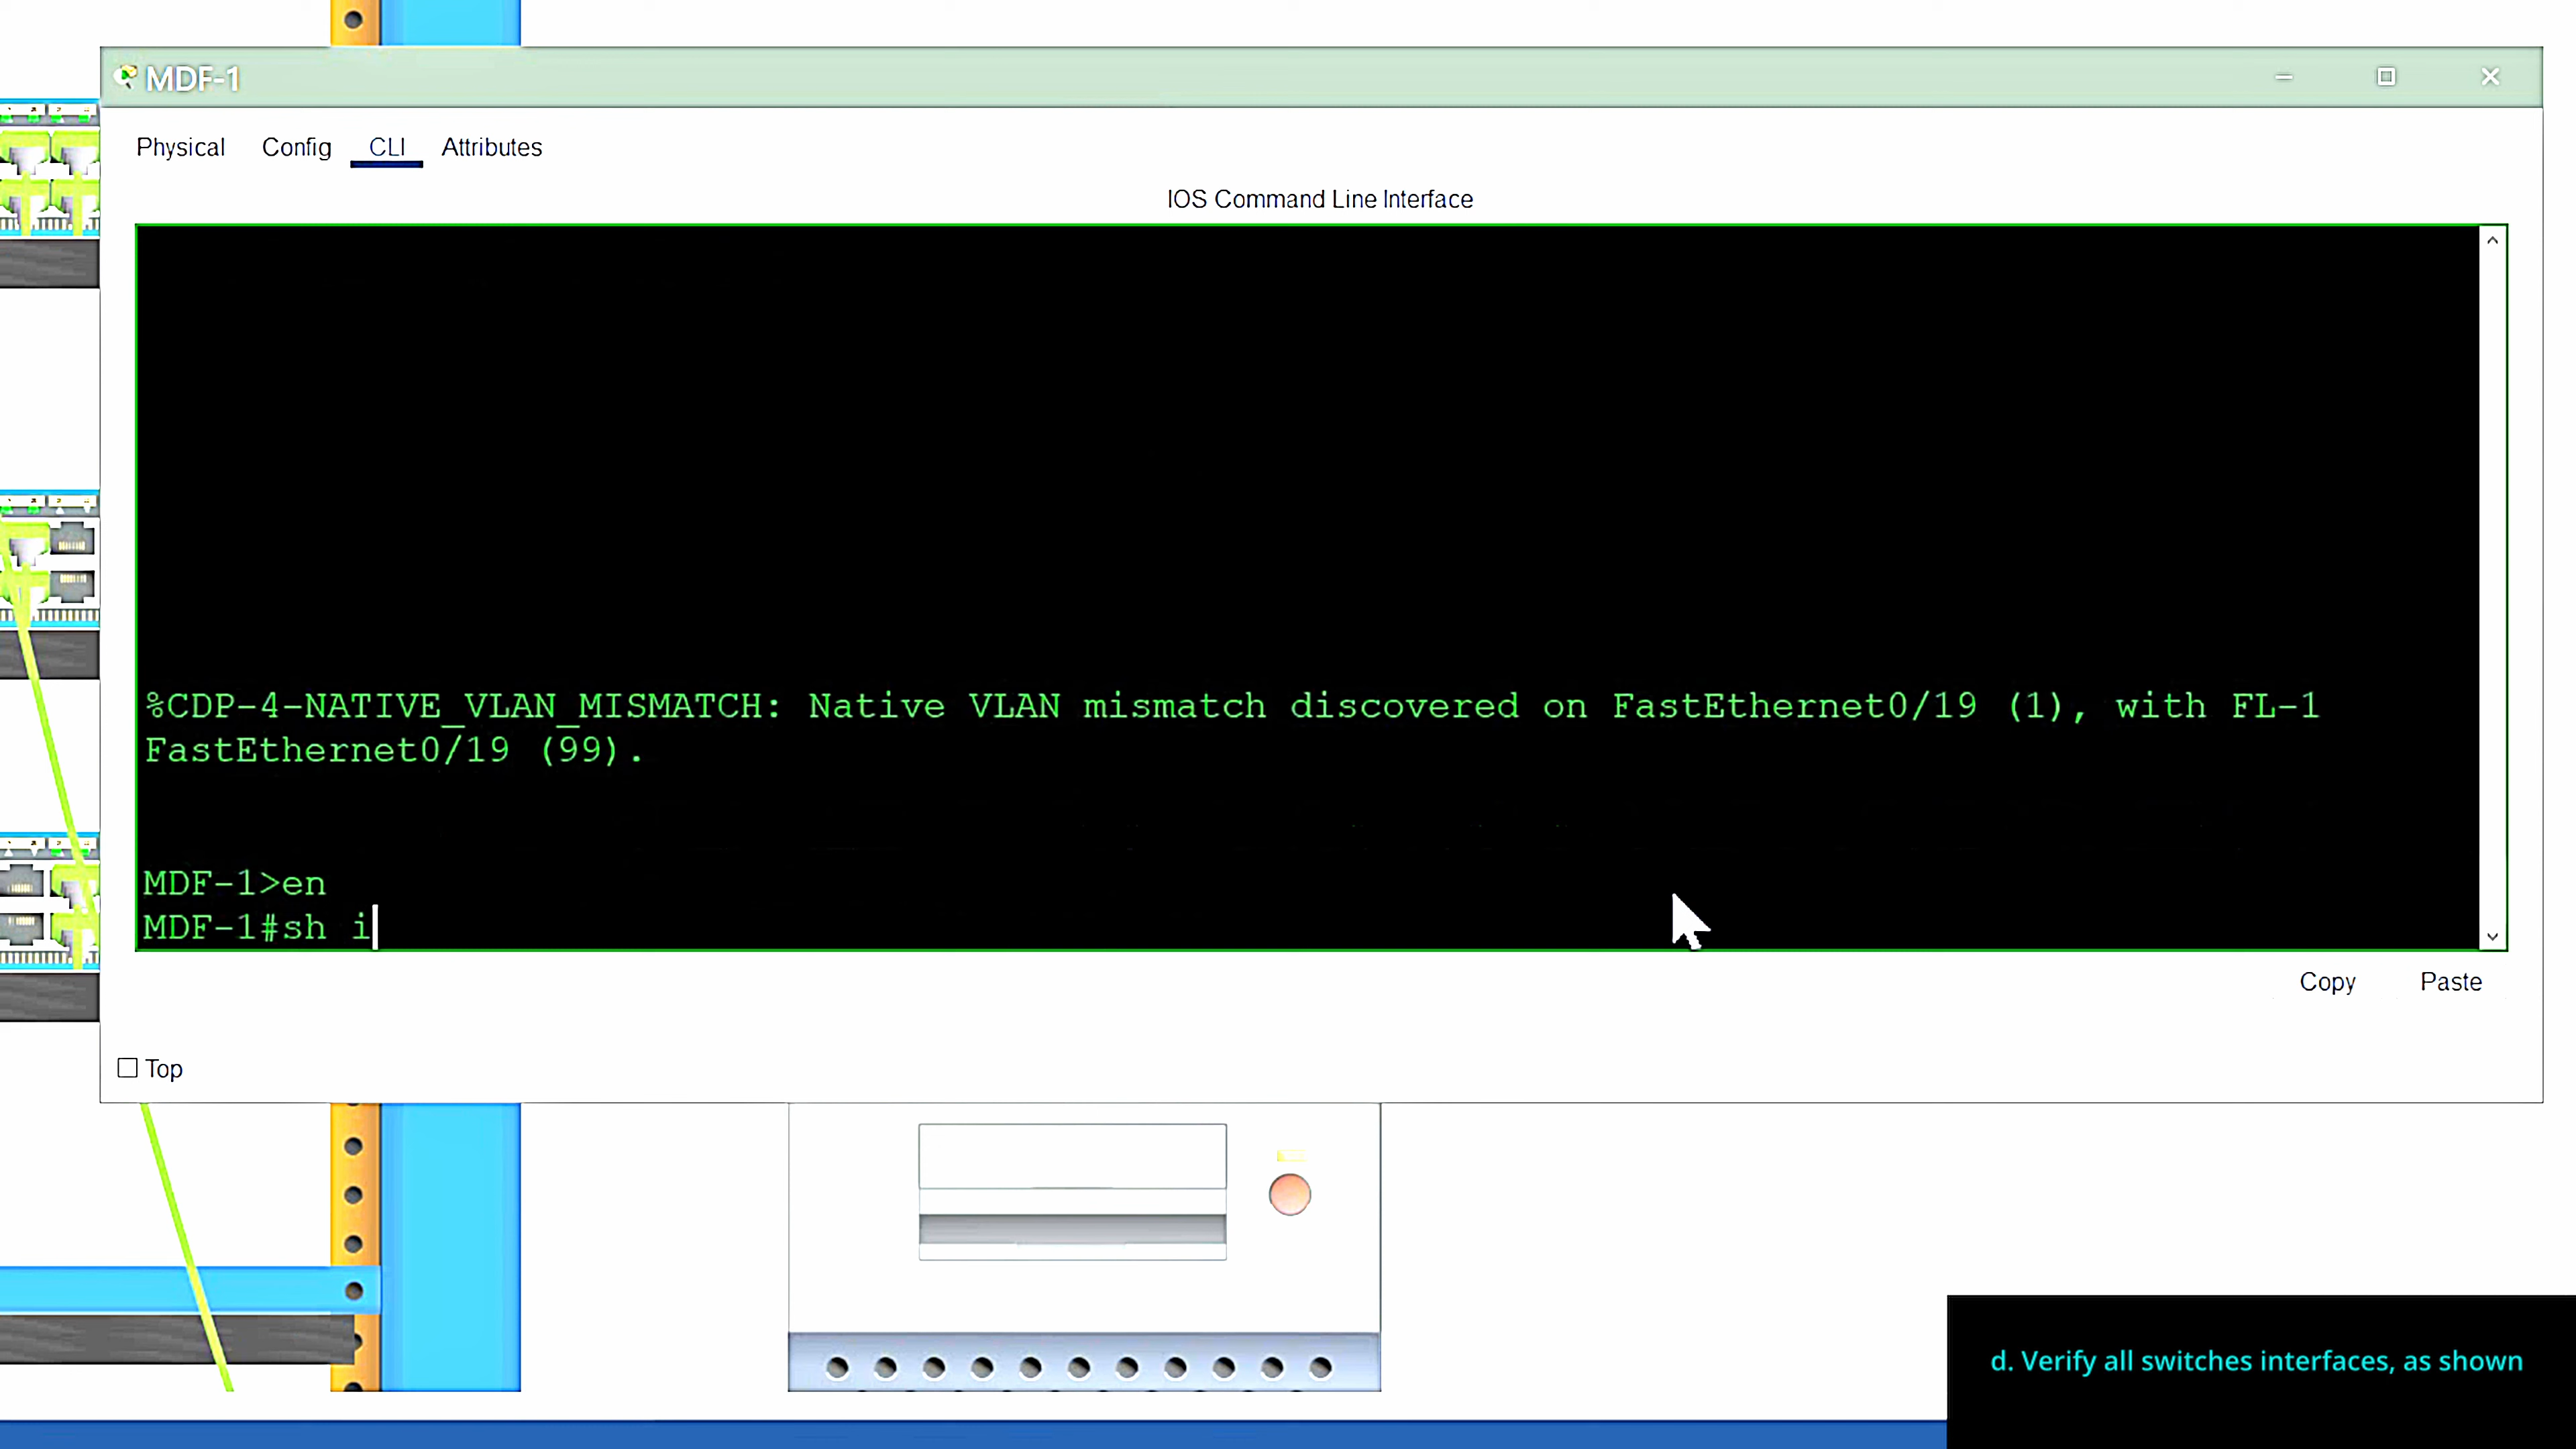 MDF-1
Physical Config CLI Attributes
IOS Command Line Interface
%CDP-4-NATIVE_VLAN_MISMATCH: Native VLAN mismatch discovered on FastEthernet0/19 (1), with FL-1
FastEthernet0/19 (99).
MDF-1>en
MDF-1#sh i
Copy Paste
Top
d. Verify all switches interfaces, as shown